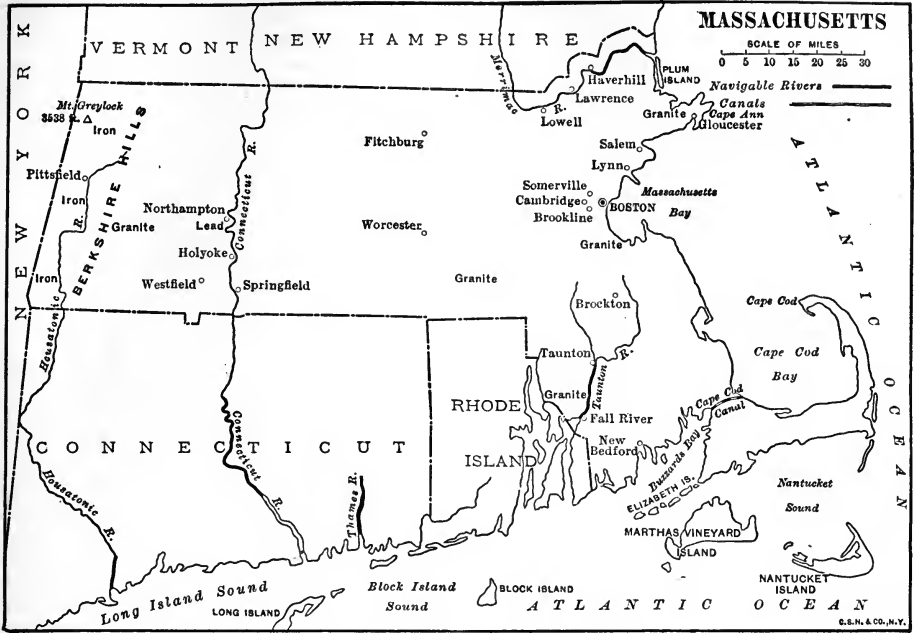 MASSACHUSETTS
SCALE OF MILES
0 5 10 15 20 25 30
Navigable Rivers
Canals
NEW YORK
VERMONT
NEW HAMPSHIRE
Merrimac
R.
Haverhill
Lawrence
Lowell
PLUM
ISLAND
Granite
Cape Ann
Gloucester
Salem
Lynn
Mt. Greylock
3538 ft.
Iron
BERKSHIRE HILLS
Pittsfield
Iron
R.
Iron
Housatonic
Fitchburg
Northampton
Lead
Granite
Connecticut R.
Holyoke
Westfield
Springfield
Worcester
Granite
Somerville
Cambridge
Brookline
BOSTON
Massachusetts
Bay
Granite
ATLANTIC OCEAN
Brockton
Taunton
Taunton R.
Granite
Fall River
New
Bedford
Cape Cod
Cape Cod
Bay
Cape Cod
Canal
Buzzards Bay
ELIZABETH IS.
Nantucket
Sound
MARTHAS VINEYARD
ISLAND
NANTUCKET
ISLAND
RHODE
ISLAND
CONNECTICUT
Connecticut R.
Housatonic R.
Thames R.
Long Island Sound
LONG ISLAND
Block Island
Sound
BLOCK ISLAND
ATLANTIC OCEAN
C.S.H. & CO., N.Y.